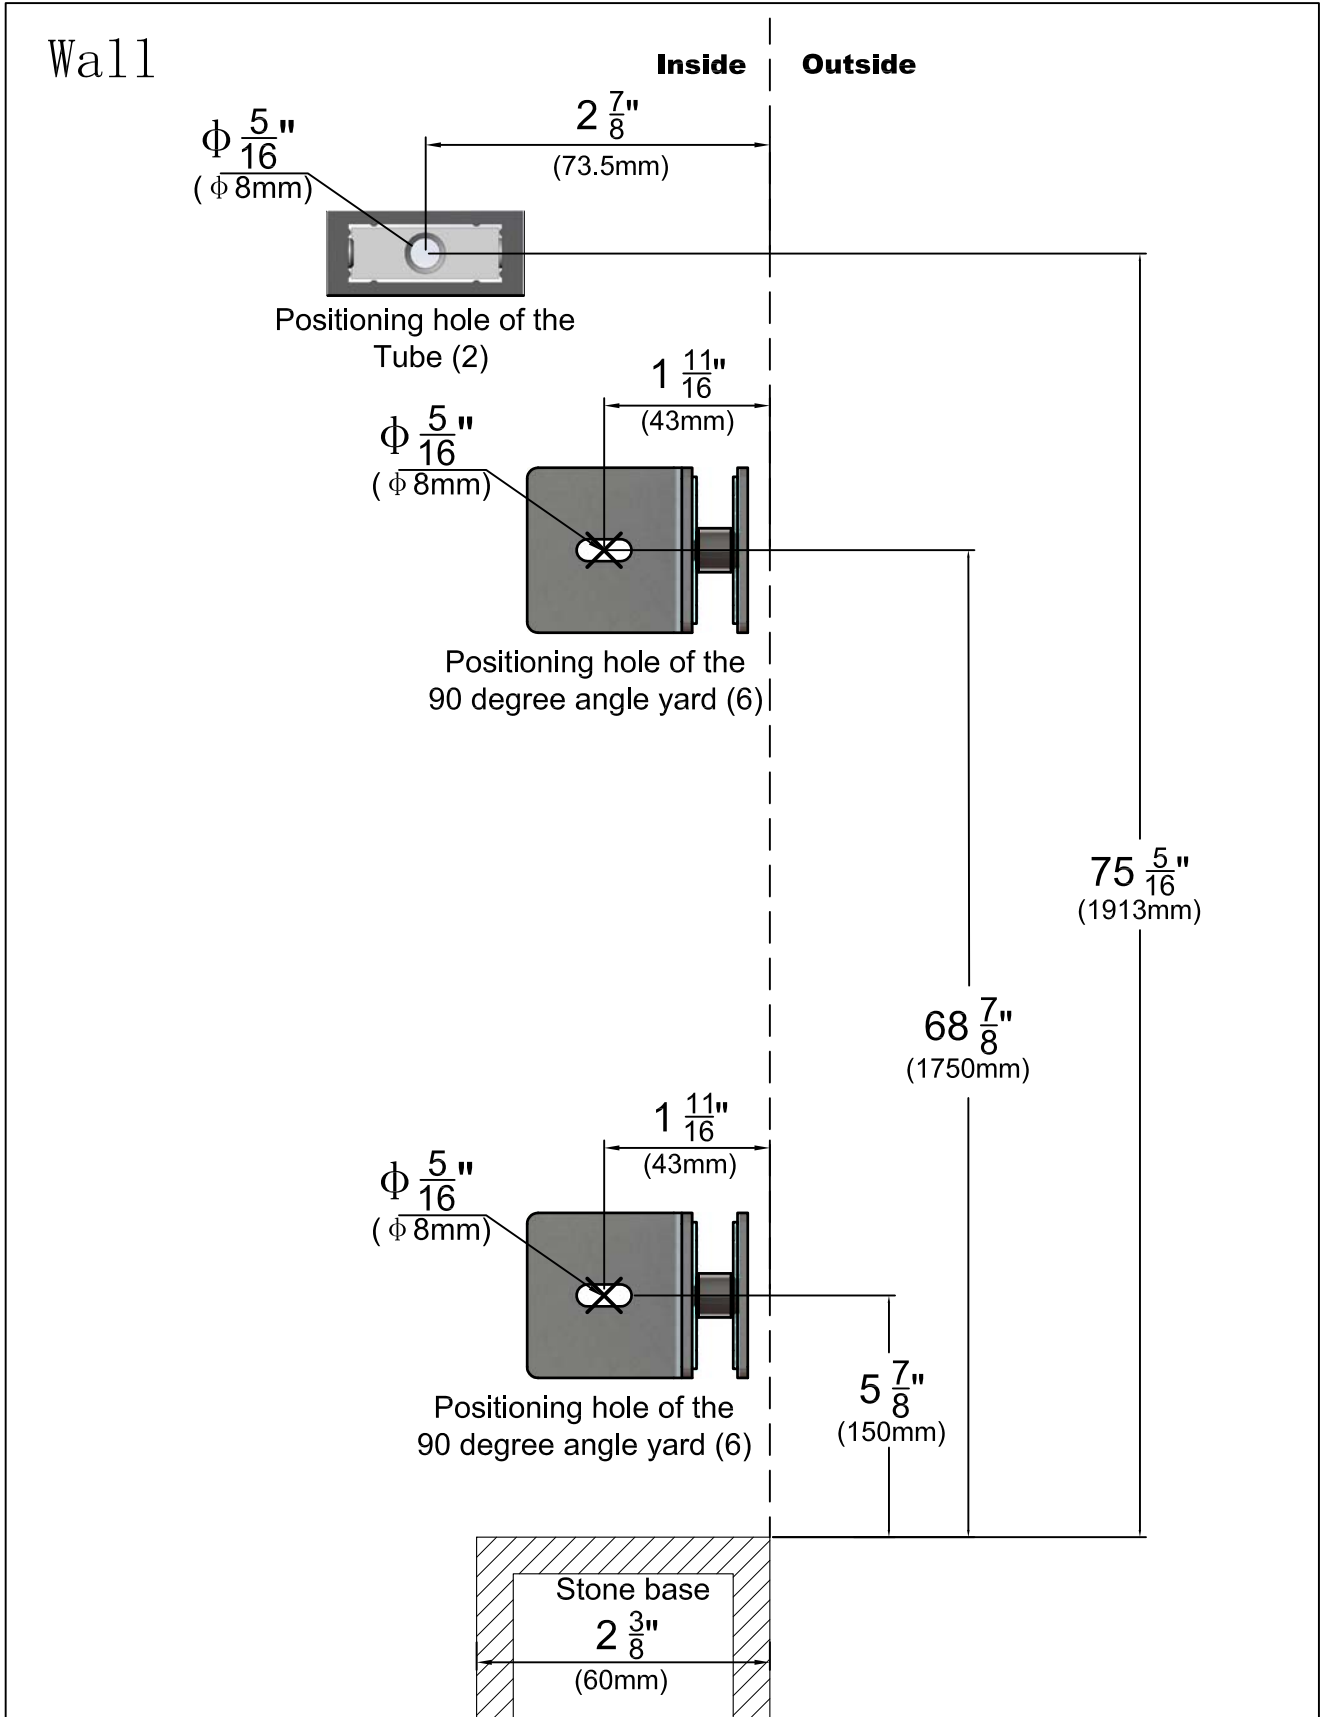 Wall
Inside
Outside
2 7/8"
(73.5mm)
ϕ 5/16"
(ϕ8mm)
Positioning hole of the
Tube (2)
1 11/16"
(43mm)
ϕ 5/16"
(ϕ8mm)
Positioning hole of the
90 degree angle yard (6)
75 5/16"
(1913mm)
68 7/8"
(1750mm)
1 11/16"
(43mm)
ϕ 5/16"
(ϕ8mm)
5 7/8"
(150mm)
Positioning hole of the
90 degree angle yard (6)
Stone base
2 3/8"
(60mm)